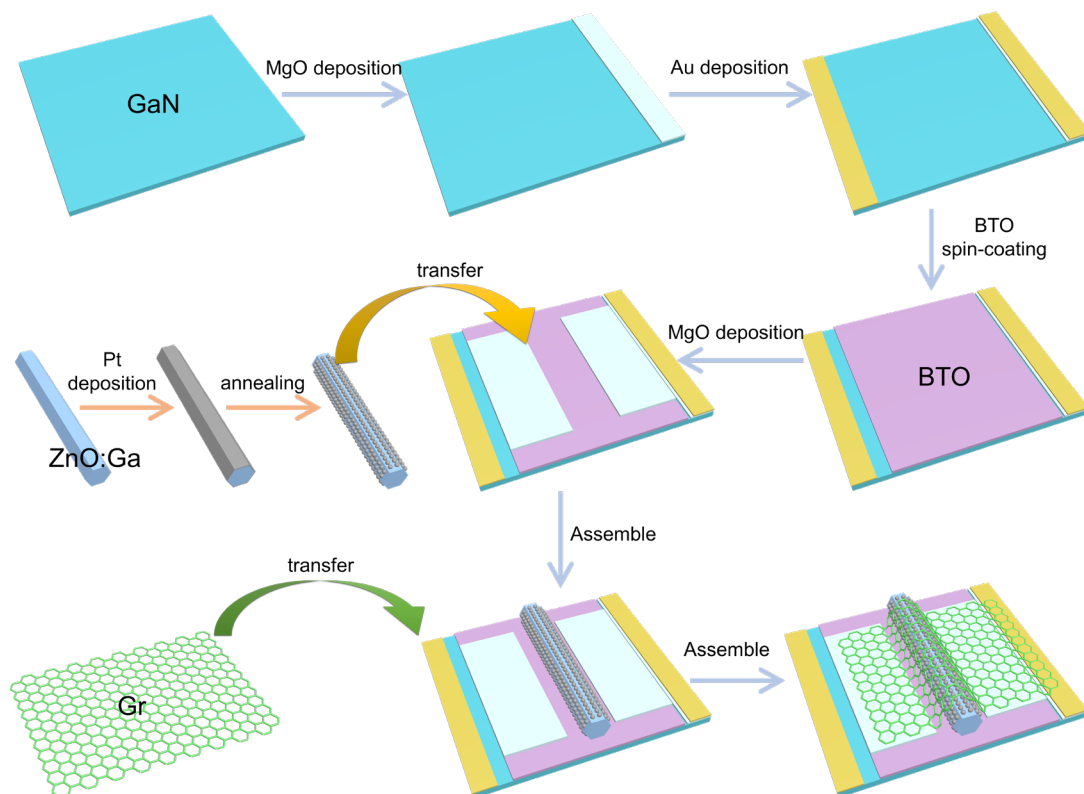 GaN
MgO deposition
Au deposition
BTO
spin-coating
transfer
MgO deposition
BTO
Pt
deposition
annealing
ZnO:Ga
Assemble
transfer
Assemble
Gr